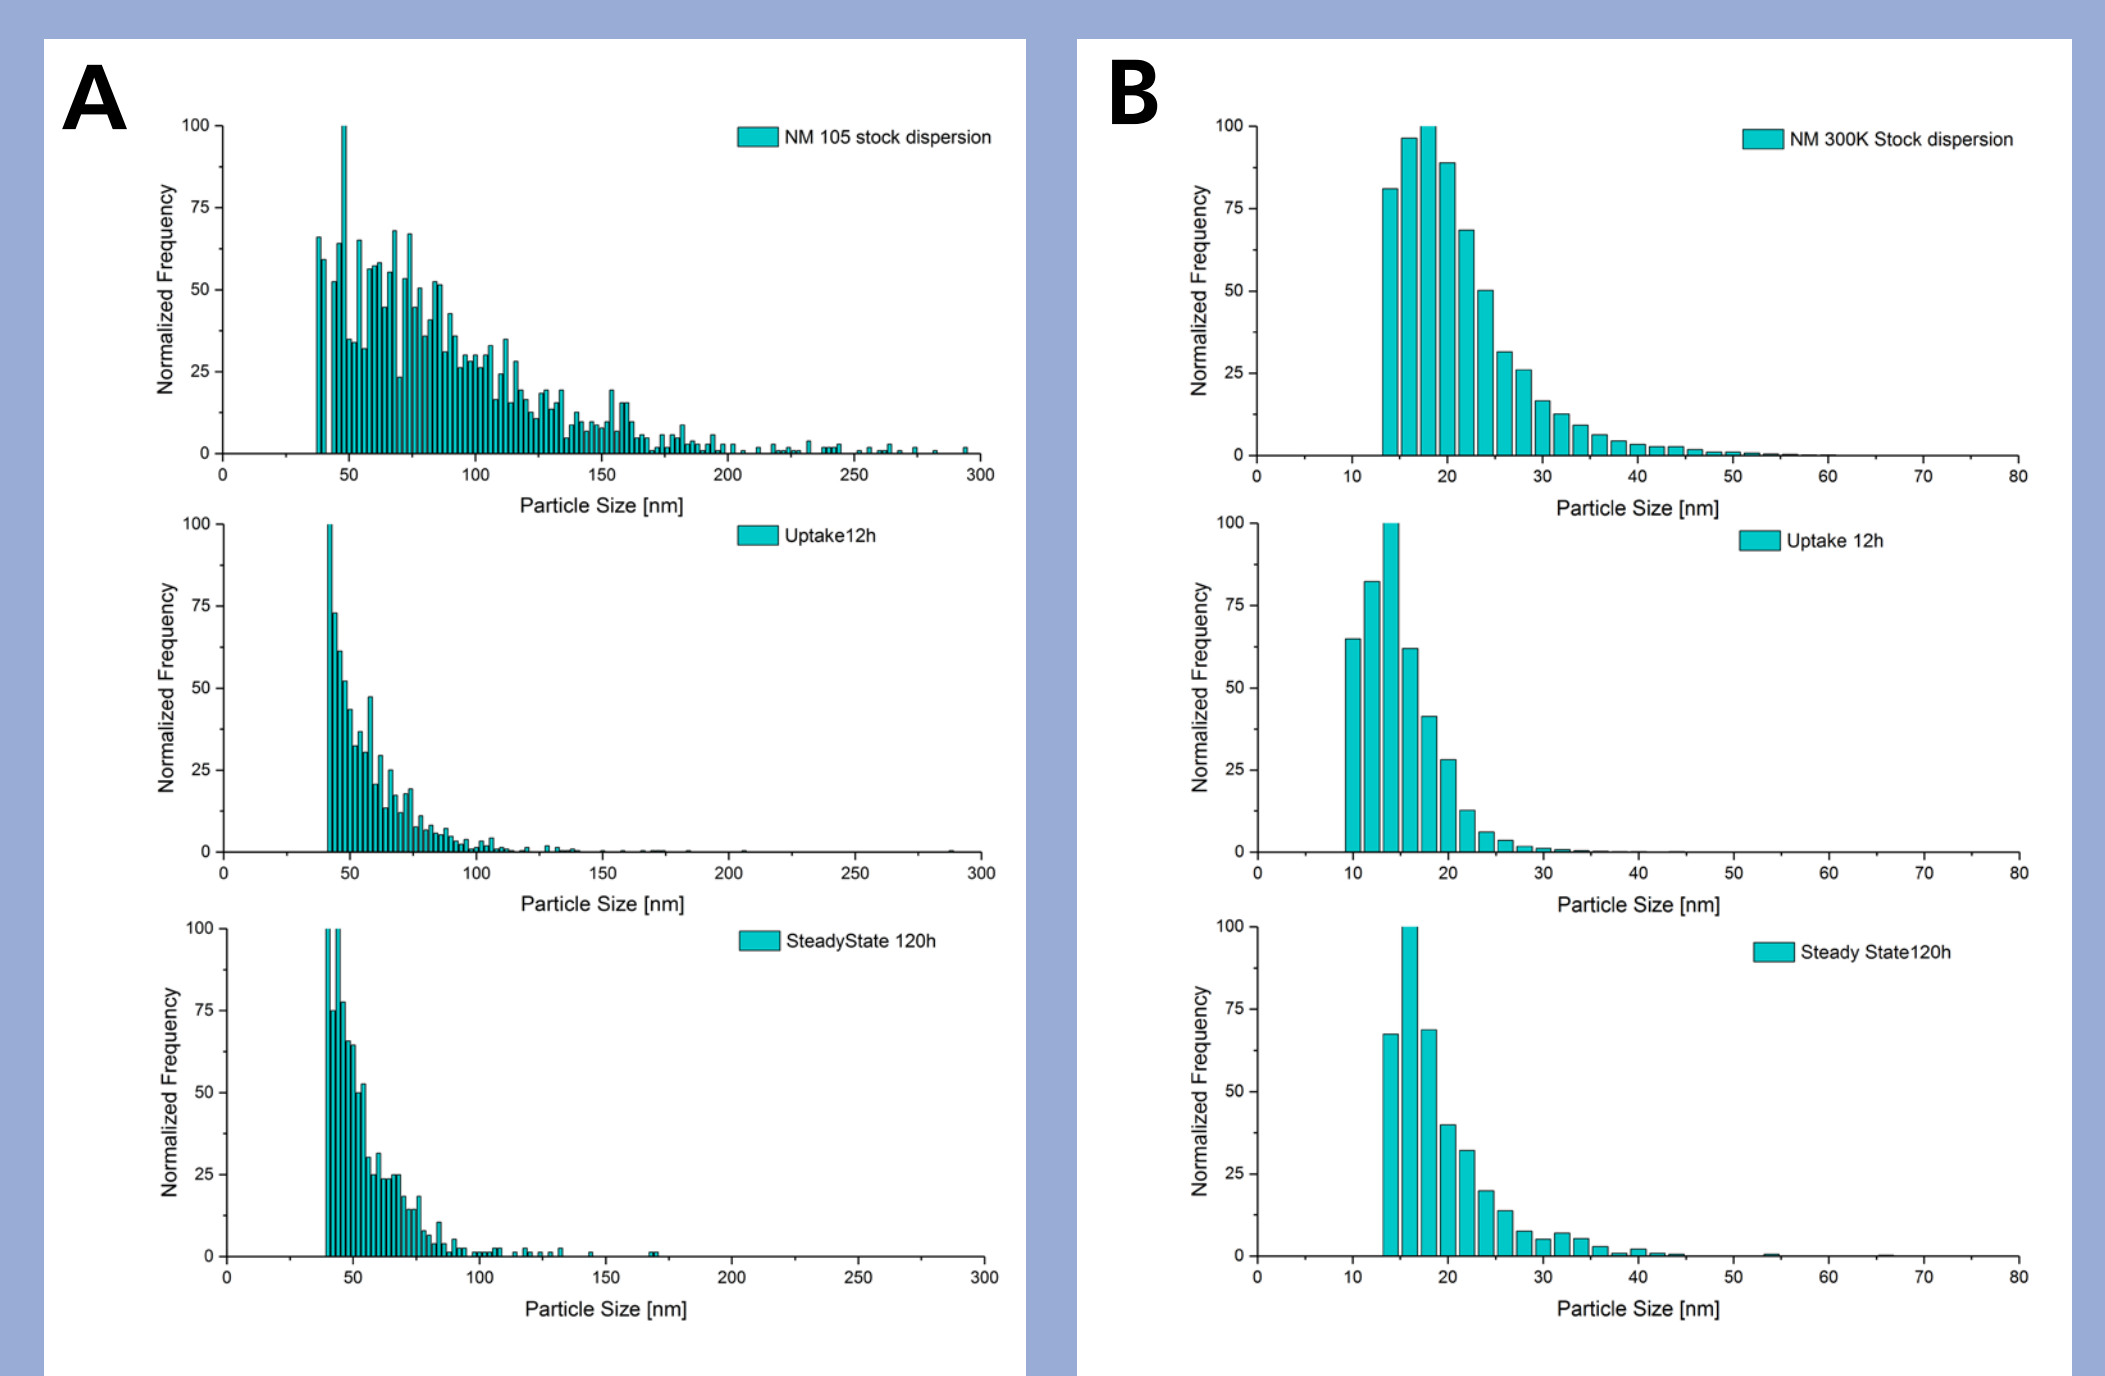 A
NM 105 stock dispersion
Normalized Frequency
100
75
50
25
0
0 50 100 150 200 250 300
Particle Size [nm]
Uptake12h
Normalized Frequency
100
75
50
25
0
0 50 100 150 200 250 300
Particle Size [nm]
SteadyState 120h
Normalized Frequency
100
75
50
25
0
0 50 100 150 200 250 300
Particle Size [nm]
B
NM 300K Stock dispersion
Normalized Frequency
100
75
50
25
0
0 10 20 30 40 50 60 70 80
Particle Size [nm]
Uptake 12h
Normalized Frequency
100
75
50
25
0
0 10 20 30 40 50 60 70 80
Particle Size [nm]
Steady State120h
Normalized Frequency
100
75
50
25
0
0 10 20 30 40 50 60 70 80
Particle Size [nm]